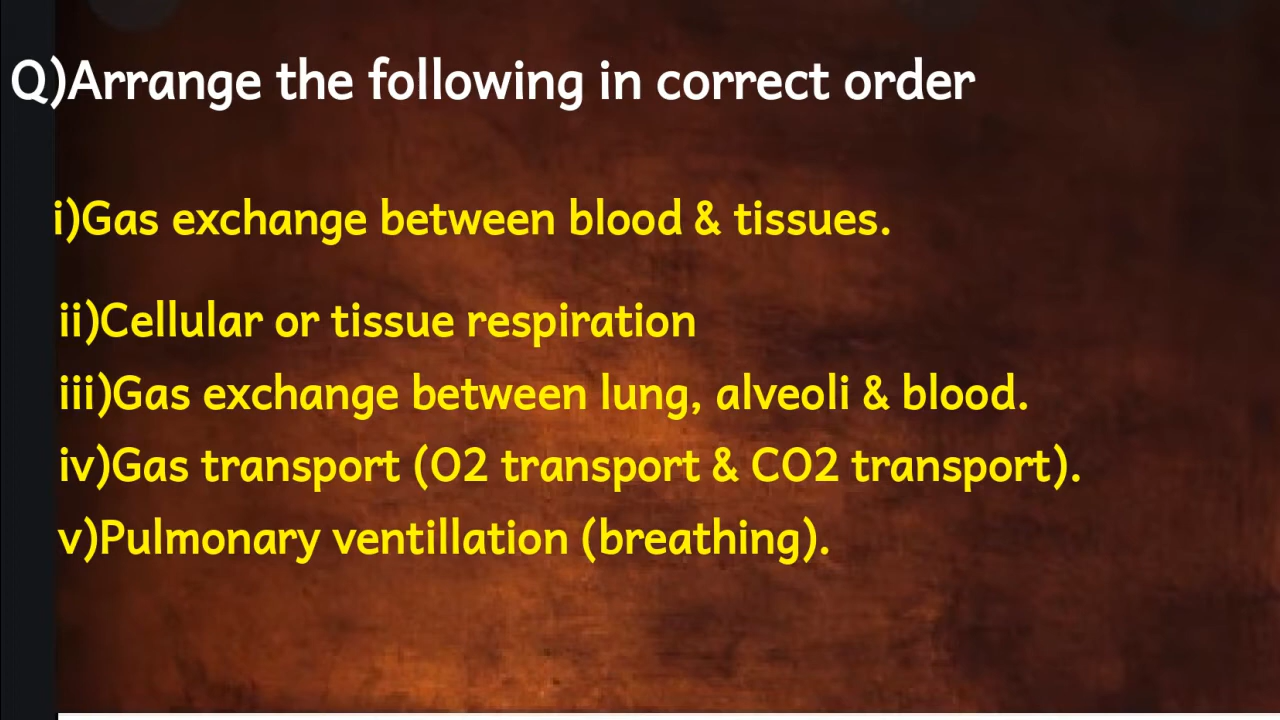 Q)Arrange the following in correct order
i)Gas exchange between blood & tissues.
ii)Cellular or tissue respiration
iii)Gas exchange between lung, alveoli & blood.
iv)Gas transport (O2 transport & CO2 transport).
v)Pulmonary ventillation (breathing).